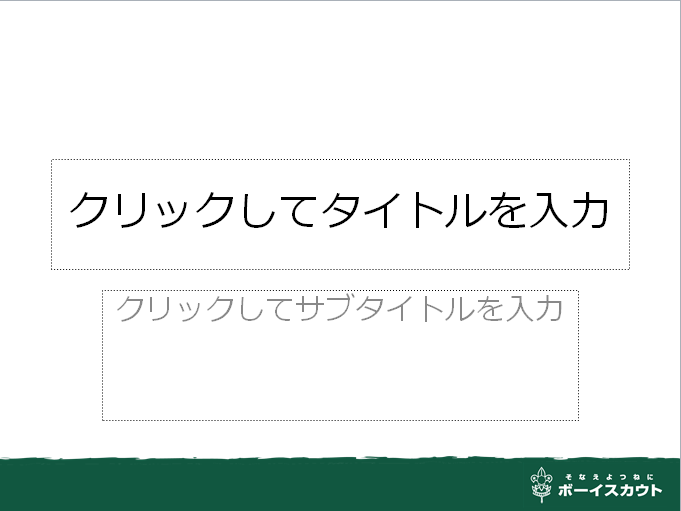 クリックしてタイトルを入力
クリックしてサブタイトルを入力
そなえよつねに
ボーイスカウト